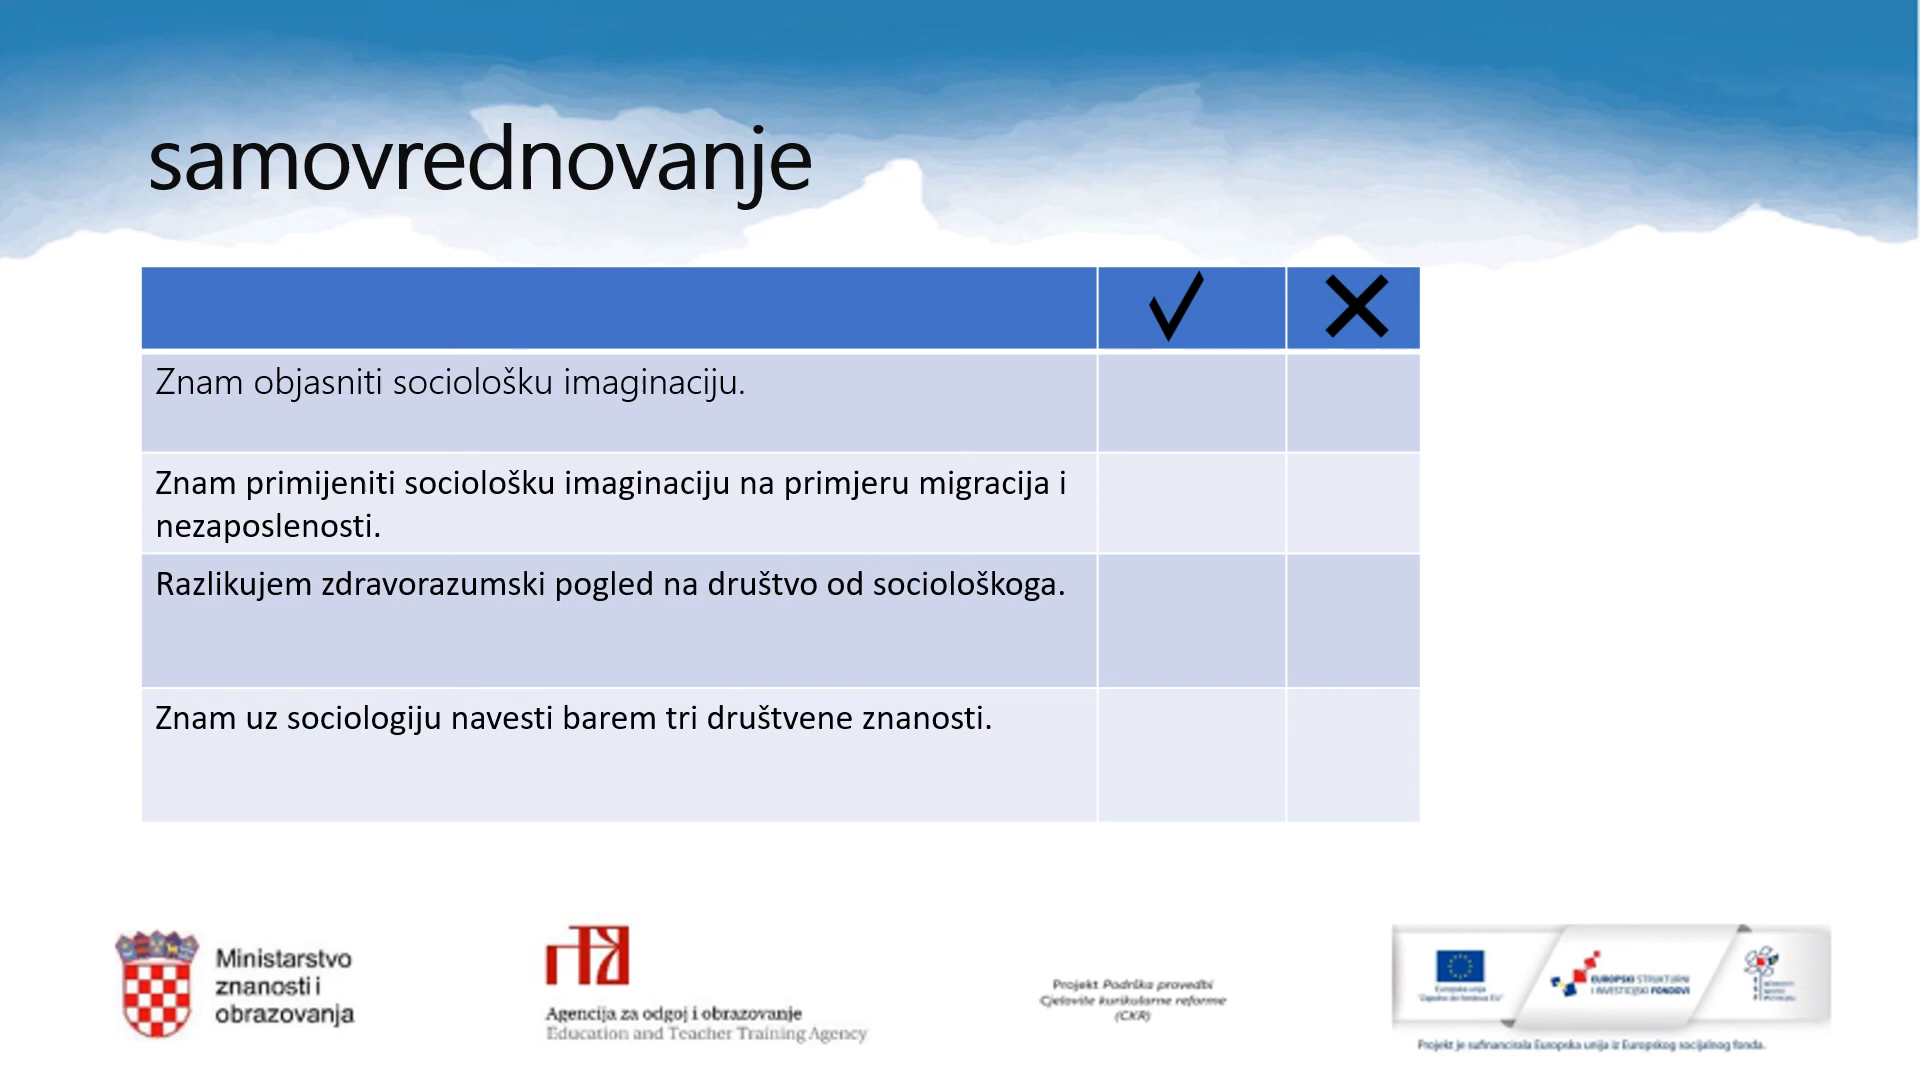 samovrednovanje
Znam objasniti sociološku imaginaciju.
Znam primijeniti sociološku imaginaciju na primjeru migracija i
nezaposlenosti.
Razlikujem zdravorazumski pogled na društvo od sociološkoga.
Znam uz sociologiju navesti barem tri društvene znanosti.
Ministarstvo
znanosti i
obrazovanja
Agencija za odgoj i obrazovanje
Education and Teacher Training Agency
Projekt Podrška provedbi
Cjelovite kurikularne reforme
(CKR)
Europska unija
EUROPSKI STRUKTURNI
I INVESTICIJSKI FONDOVI
Projekt je sufinancirala Europska unija iz Europskog socijalnog fonda.